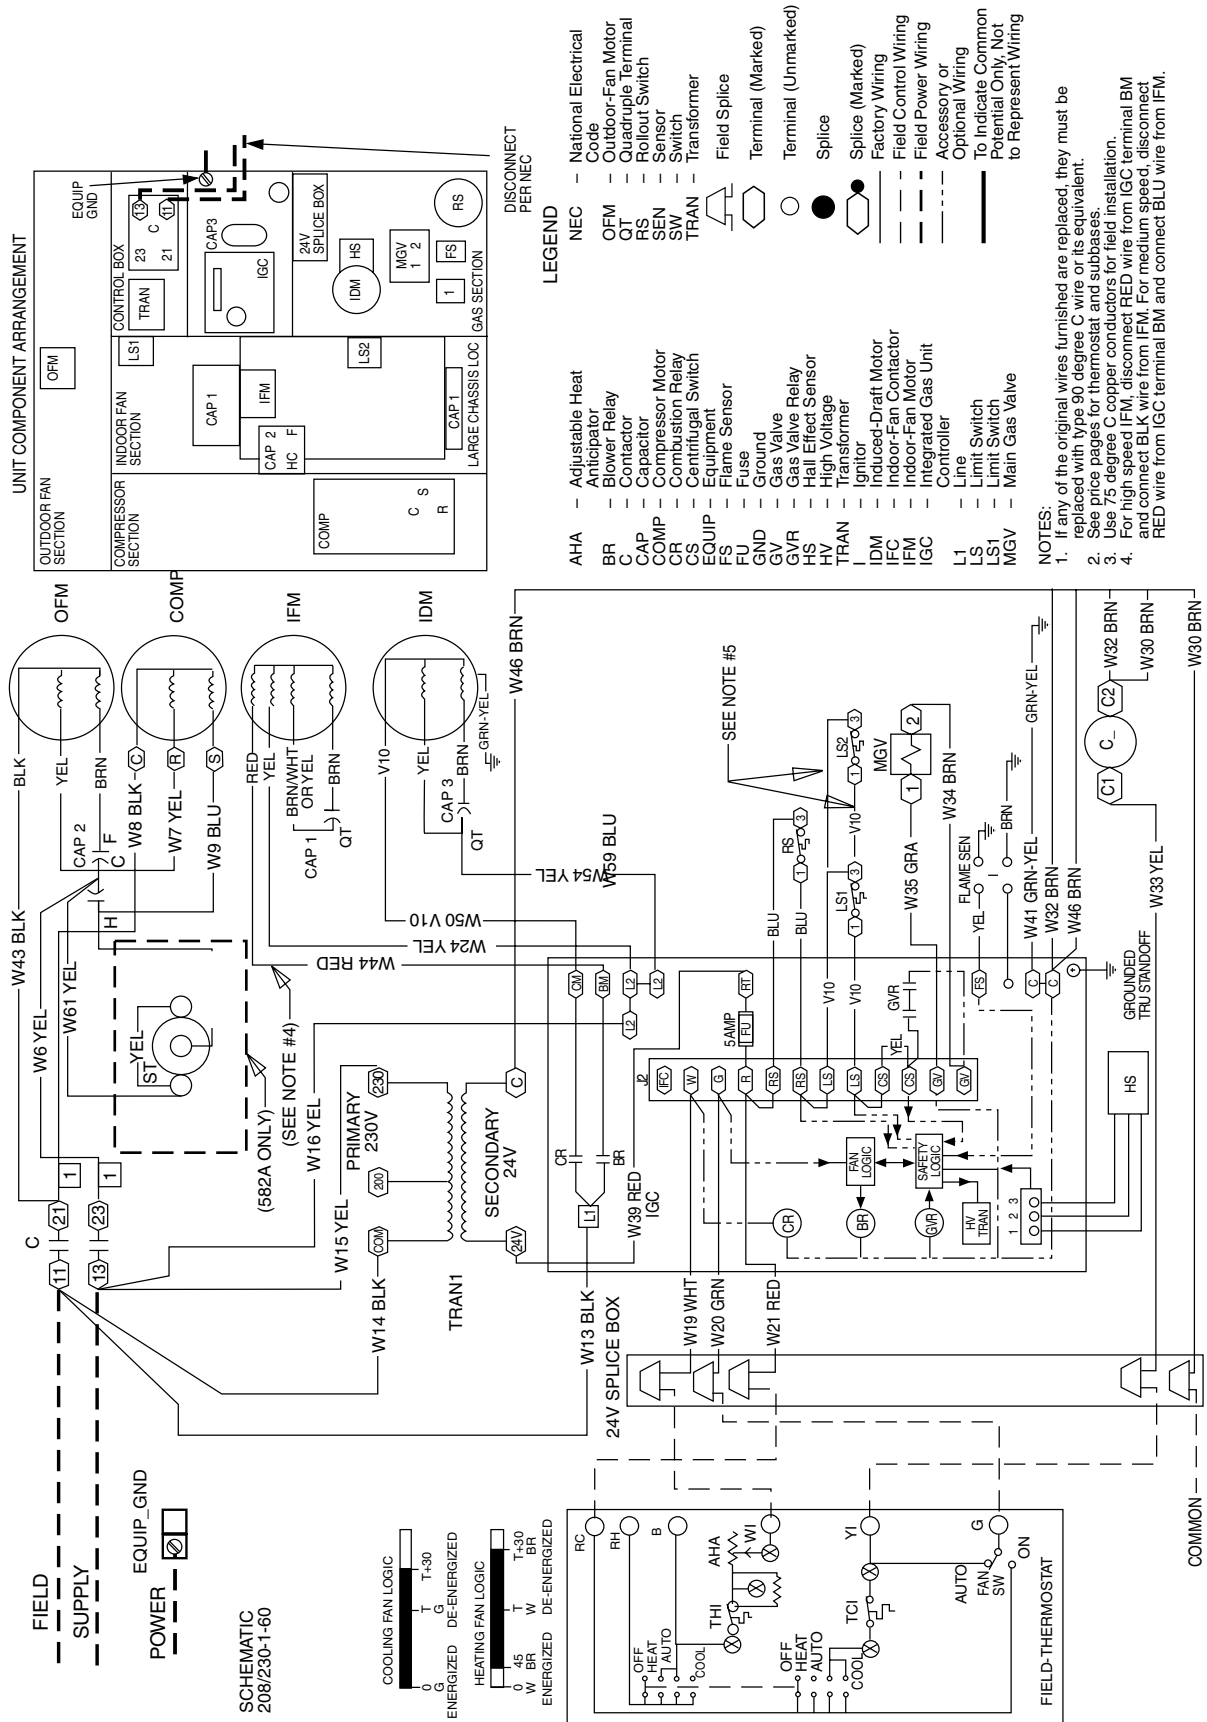 UNIT COMPONENT ARRANGEMENT
OUTDOOR FAN
SECTION
OFM
COMPRESSOR
SECTION
INDOOR FAN
SECTION
CONTROL BOX
TRAN
23
21
C
13
11
EQUIP
GND
LS1
CAP 1
IFM
CAP 2
HC F
COMP
C
S
R
LS2
CAP 1
LARGE CHASSIS LOC
CAP3
IGC
24V
SPLICE BOX
IDM
HS
MGV
1 2
FS
1
RS
GAS SECTION
DISCONNECT
PER NEC
LEGEND
AHA – Adjustable Heat
Anticipator
BR – Blower Relay
C – Contactor
CAP – Capacitor
COMP – Compressor Motor
CR – Combustion Relay
CS – Centrifugal Switch
EQUIP – Equipment
FS – Flame Sensor
FU – Fuse
GND – Ground
GV – Gas Valve
GVR – Gas Valve Relay
HS – Hall Effect Sensor
HV – High Voltage
TRAN – Transformer
I – Ignitor
IDM – Induced-Draft Motor
IFC – Indoor-Fan Contactor
IFM – Indoor-Fan Motor
IGC – Integrated Gas Unit
Controller
L1 – Line
LS – Limit Switch
LS1 – Limit Switch
MGV – Main Gas Valve
NEC – National Electrical
Code
OFM – Outdoor-Fan Motor
QT – Quadruple Terminal
RS – Rollout Switch
SEN – Sensor
SW – Switch
TRAN – Transformer
Field Splice
Terminal (Marked)
Terminal (Unmarked)
Splice
Splice (Marked)
Factory Wiring
Field Control Wiring
Field Power Wiring
Accessory or
Optional Wiring
To Indicate Common
Potential Only, Not
to Represent Wiring
NOTES:
1. If any of the original wires furnished are replaced, they must be
replaced with type 90 degree C wire or its equivalent.
2. See price pages for thermostat and subbases.
3. Use 75 degree C copper conductors for field installation.
4. For high speed IFM, disconnect RED wire from IGC terminal BM
and connect BLK wire from IFM. For medium speed, disconnect
RED wire from IGC terminal BM and connect BLU wire from IFM.
FIELD
SUPPLY
POWER
EQUIP_GND
SCHEMATIC
208/230-1-60
C
11
21
13
23
1
1
W43 BLK
W6 YEL
W61 YEL
ST
YEL
(582A ONLY)
(SEE NOTE #4)
H
C
F
CAP 2
BLK
YEL
BRN
OFM
W8 BLK
C
W7 YEL
R
W9 BLU
S
COMP
RED
YEL
BRN/WHT
OR YEL
BRN
CAP 1
QT
IFM
V10
YEL
CAP 3
BRN
QT
GRN-YEL
IDM
W44 RED
W24 YEL
W50 V10
W54 YEL
W59 BLU
W46 BRN
W16 YEL
W15 YEL
W14 BLK
W13 BLK
PRIMARY
230V
COM
200
230
TRAN1
SECONDARY
24V
24V
C
W39 RED
IGC
L1
CR
BR
CM
BM
L2
L2
L2
RT
5 AMP
FU
J2
IFC
W
G
R
RS
RS
LS
LS
CS
CS
GV
GV
YEL
GVR
CR
BR
GVR
FAN
LOGIC
SAFETY
LOGIC
HV
TRAN
1 2 3
FS
C
C
BLU
BLU
RS
1
3
V10
V10
LS1
1
3
V10
LS2
1
3
SEE NOTE #5
W35 GRA
MGV
1
2
W34 BRN
YEL
FLAME SEN
I
BRN
W41 GRN-YEL
GRN-YEL
W32 BRN
W46 BRN
GROUNDED
TRU STANDOFF
HS
W33 YEL
C1
C_
C2
W32 BRN
W30 BRN
W30 BRN
24V SPLICE BOX
W19 WHT
W20 GRN
W21 RED
COOLING FAN LOGIC
0
G
T
G
T+30
ENERGIZED DE-ENERGIZED
HEATING FAN LOGIC
0
W
45
BR
T
W
T+30
BR
ENERGIZED DE-ENERGIZED
RC
RH
B
WI
YI
G
AHA
THI
OFF
HEAT
AUTO
COOL
TCI
OFF
HEAT
AUTO
COOL
AUTO
FAN
SW
ON
FIELD-THERMOSTAT
COMMON